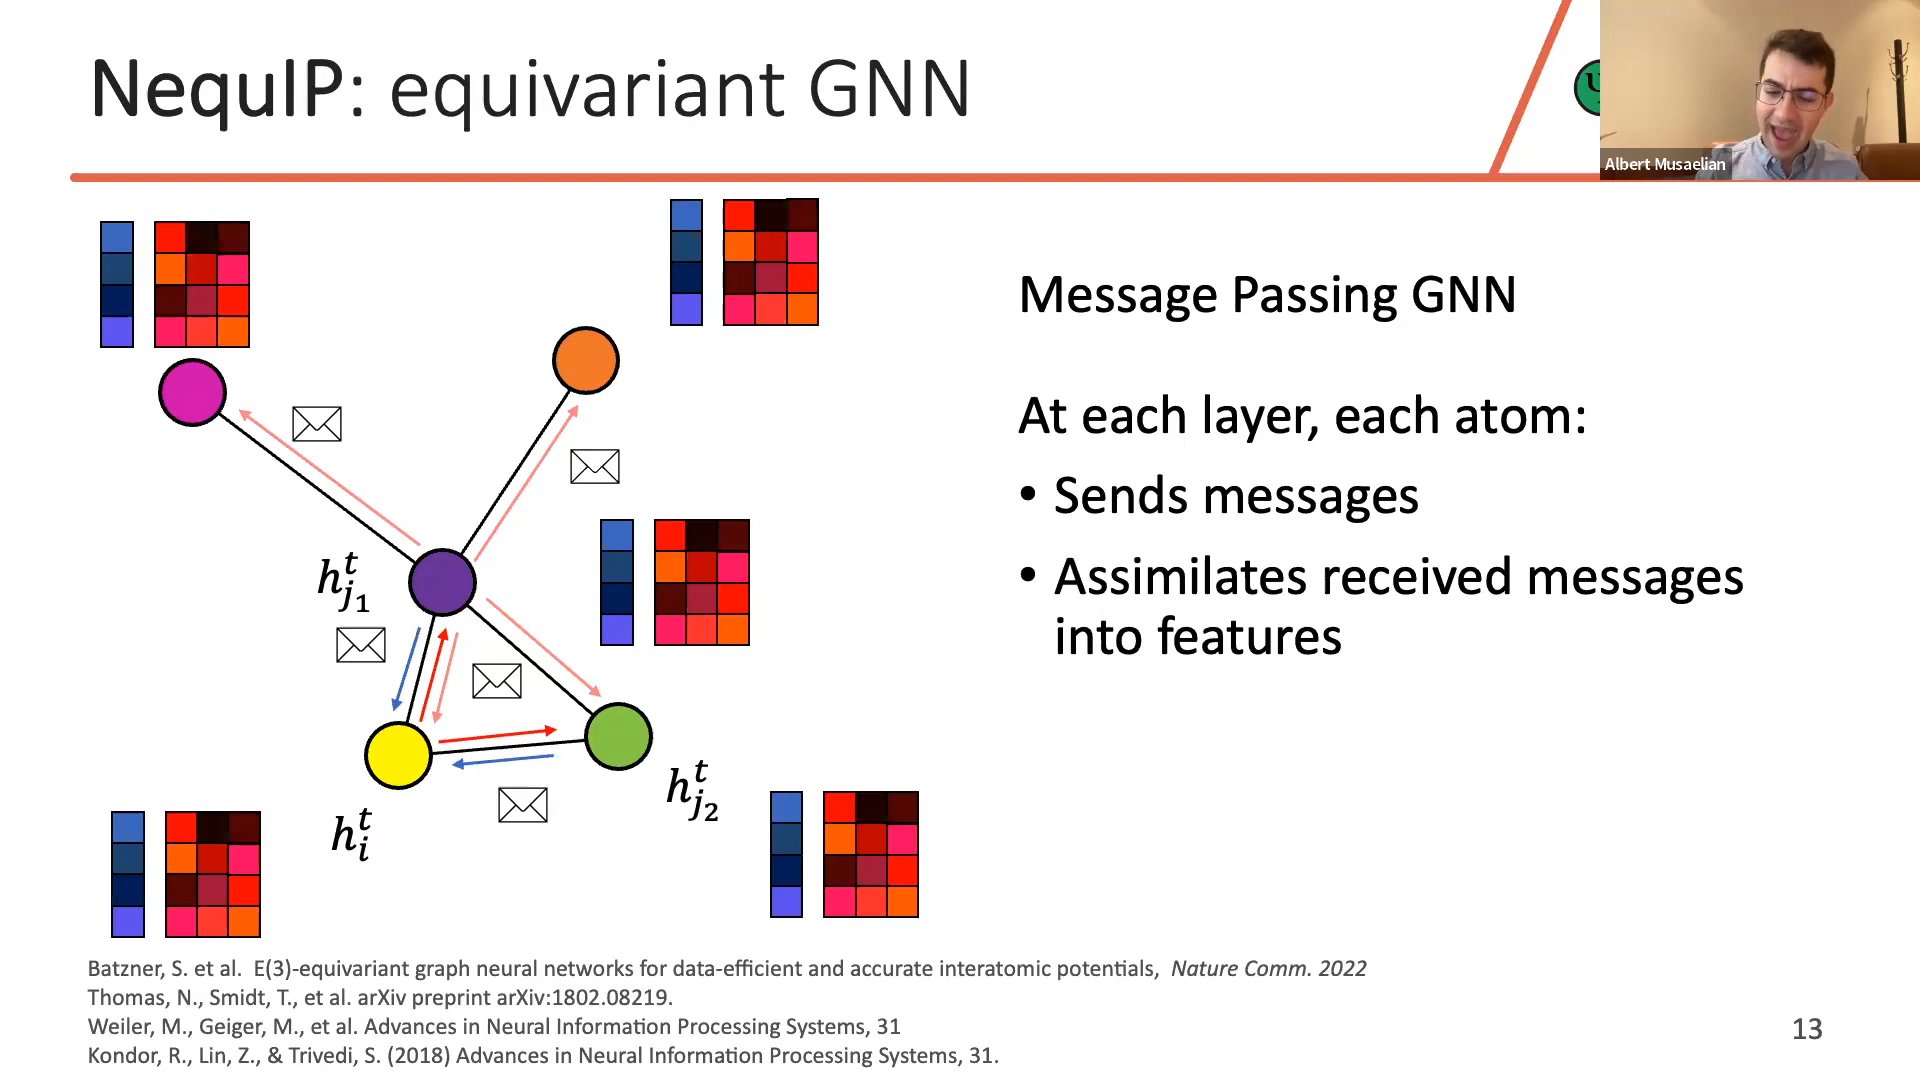 NequIP: equivariant GNN
Albert Musaelian
Message Passing GNN
At each layer, each atom:
• Sends messages
• Assimilates received messages
into features
h_{j_1}^t
h_{j_2}^t
h_i^t
Batzner, S. et al. E(3)-equivariant graph neural networks for data-efficient and accurate interatomic potentials, Nature Comm. 2022
Thomas, N., Smidt, T., et al. arXiv preprint arXiv:1802.08219.
Weiler, M., Geiger, M., et al. Advances in Neural Information Processing Systems, 31
Kondor, R., Lin, Z., & Trivedi, S. (2018) Advances in Neural Information Processing Systems, 31.
13